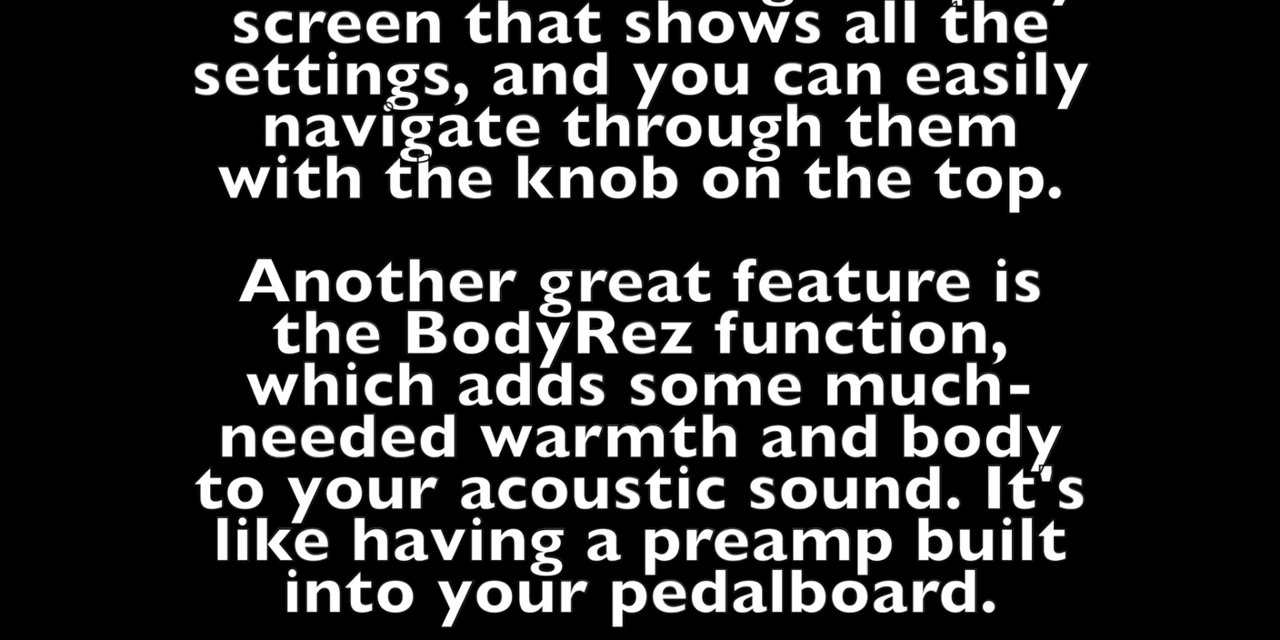 screen that shows all the
settings, and you can easily
navigate through them
with the knob on the top.
Another great feature is
the BodyRez function,
which adds some much-
needed warmth and body
to your acoustic sound. It's
like having a preamp built
into your pedalboard.